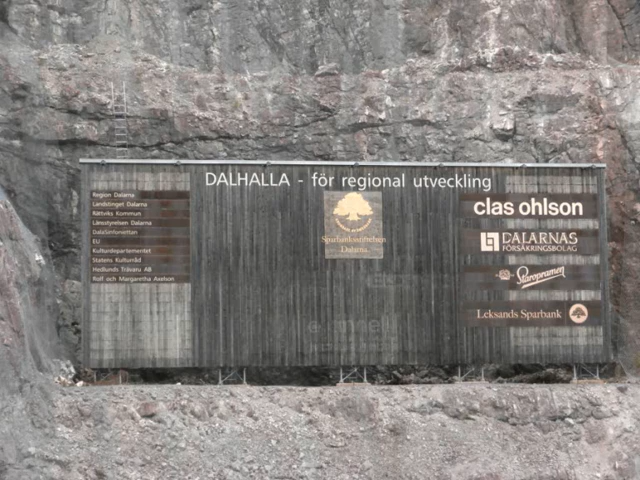 DALHALLA - för regional utveckling
Region Dalarna
Landstinget Dalarna
Rättviks Kommun
Länsstyrelsen Dalarna
DalaSinfoniettan
EU
Kulturdepartementet
Statens Kulturråd
Hedlunds Trävaru AB
Rolf och Margaretha Axelson
Sparbanksstiftelsen
Dalarna
clas ohlson
DALARNAS
FÖRSÄKRINGSBOLAG
Staropramen
Leksands Sparbank